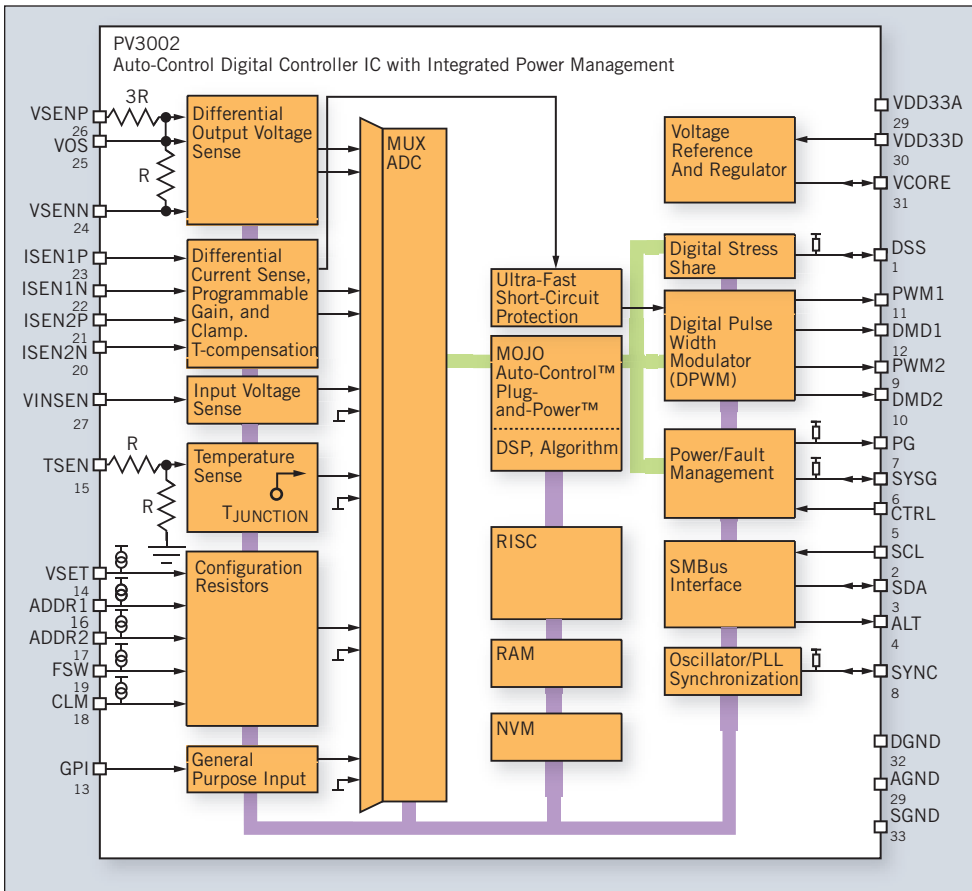 PV3002
Auto-Control Digital Controller IC with Integrated Power Management
3R
VSENP
26
VOS
25
R
VSENN
24
ISEN1P
23
ISEN1N
22
ISEN2P
21
ISEN2N
20
VINSEN
27
TSEN
15
R
R
VSET
14
ADDR1
16
ADDR2
17
FSW
19
CLM
18
GPI
13
Differential
Output Voltage
Sense
Differential
Current Sense,
Programmable
Gain, and
Clamp.
T-compensation
Input Voltage
Sense
Temperature
Sense
TJUNCTION
Configuration
Resistors
General
Purpose Input
MUX
ADC
Ultra-Fast
Short-Circuit
Protection
MOJO
Auto-Control™
Plug-
and-Power™
DSP, Algorithm
RISC
RAM
NVM
Voltage
Reference
And Regulator
Digital Stress
Share
Digital Pulse
Width
Modulator
(DPWM)
Power/Fault
Management
SMBus
Interface
Oscillator/PLL
Synchronization
VDD33A
29
VDD33D
30
VCORE
31
DSS
1
PWM1
11
DMD1
12
PWM2
9
DMD2
10
PG
7
SYSG
6
CTRL
5
SCL
2
SDA
3
ALT
4
SYNC
8
DGND
32
AGND
29
SGND
33